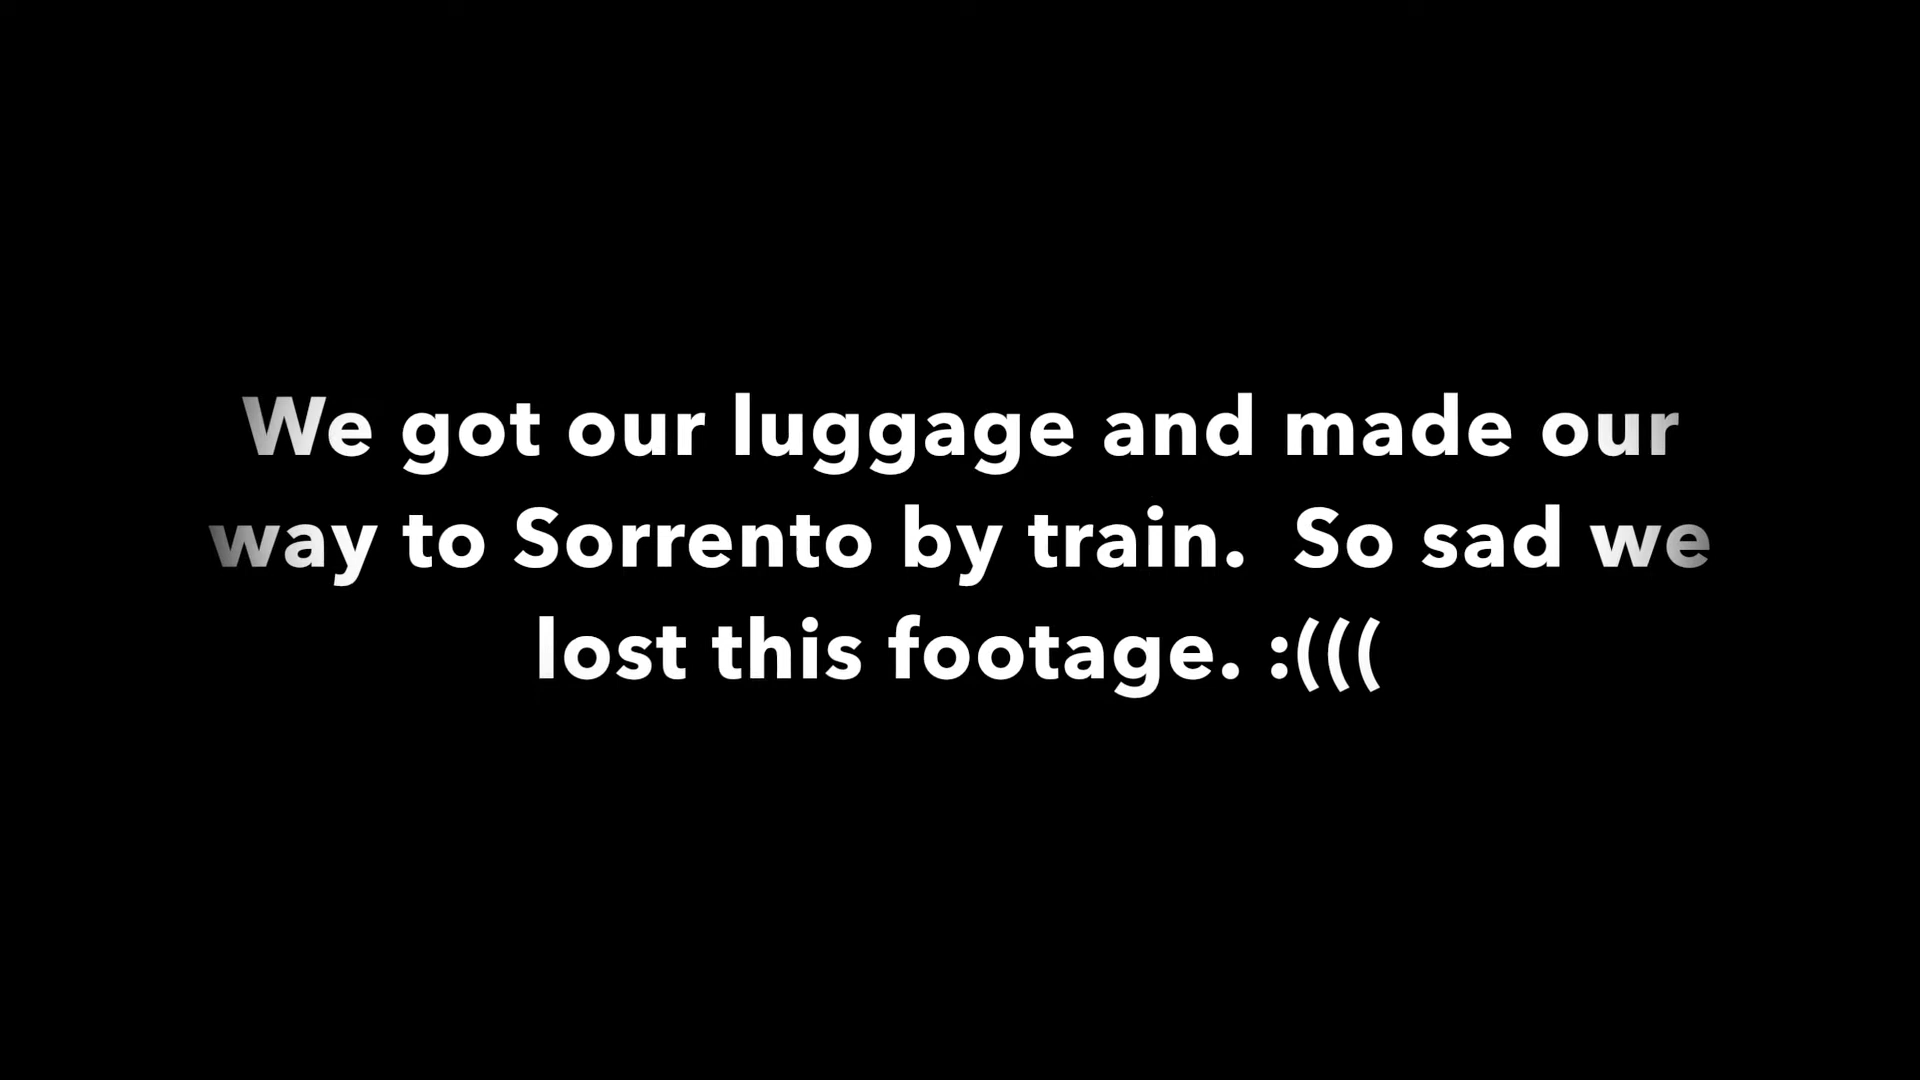 We got our luggage and made our
way to Sorrento by train.  So sad we
lost this footage. :(((